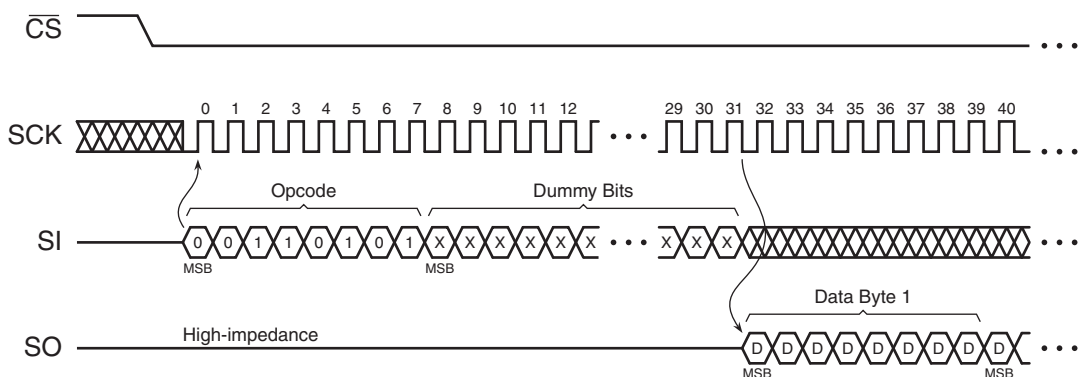 CS
0 1 2 3 4 5 6 7 8 9 10 11 12 29 30 31 32 33 34 35 36 37 38 39 40
SCK
Opcode Dummy Bits
SI 0 0 1 1 0 1 0 1 X X X X X X X X X
MSB MSB
Data Byte 1
High-impedance
SO D D D D D D D D D
MSB MSB